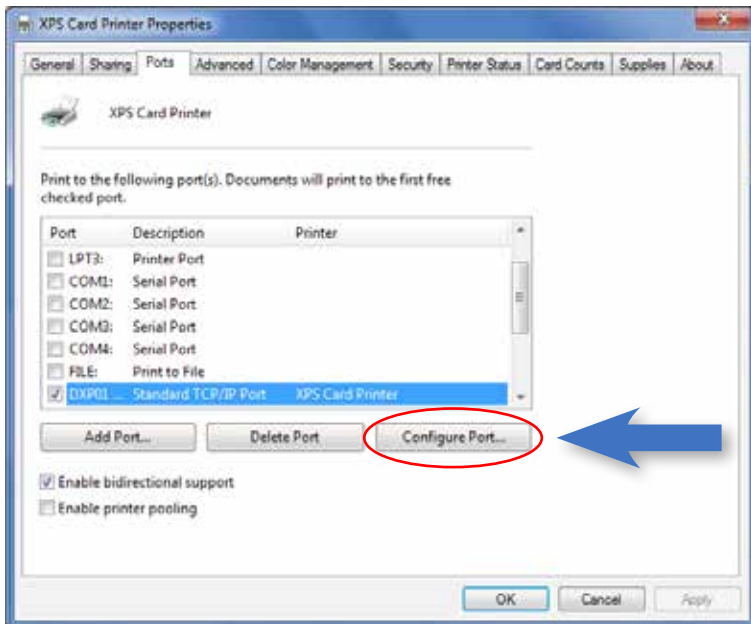 XPS Card Printer Properties
General Sharing Ports Advanced Color Management Security Printer Status Card Counts Supplies About
XPS Card Printer
Print to the following port(s). Documents will print to the first free
checked port.
Port Description Printer
LPT3: Printer Port
COM1: Serial Port
COM2: Serial Port
COM3: Serial Port
COM4: Serial Port
FILE: Print to File
DXP01 ... Standard TCP/IP Port XPS Card Printer
Add Port... Delete Port Configure Port...
Enable bidirectional support
Enable printer pooling
OK Cancel Apply